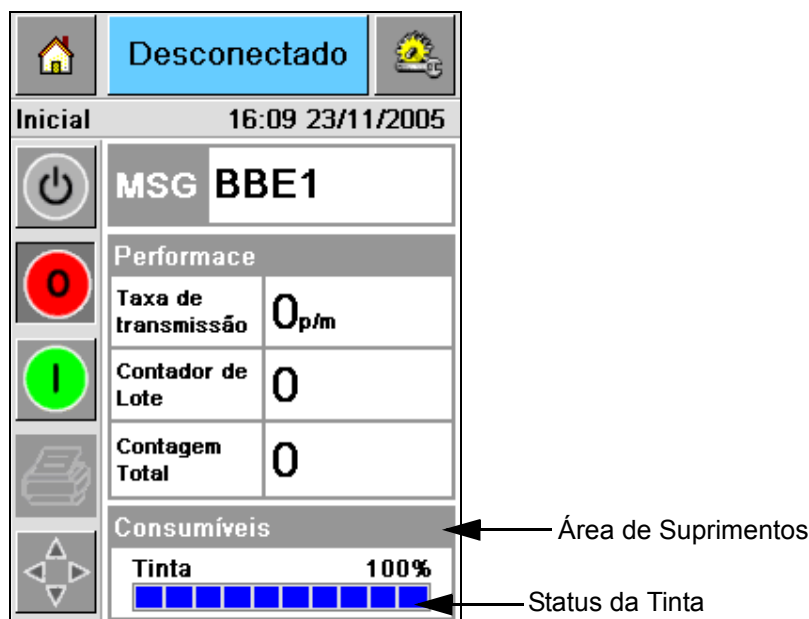 Desconectado
Inicial 16:09 23/11/2005
MSG BBE1
Performace
O
Taxa de
transmissão
0p/m
I
Contador de
Lote
0
Contagem
Total
0
Consumíveis
Área de Suprimentos
Tinta 100%
Status da Tinta